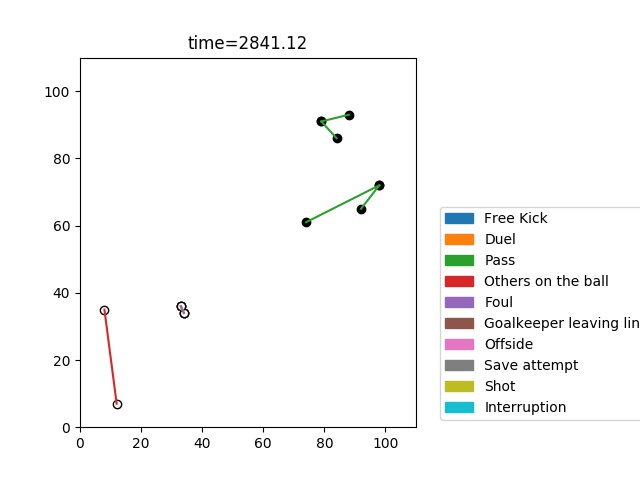 time=2841.12
100
80
60
40
20
0
0 20 40 60 80 100
Free Kick
Duel
Pass
Others on the ball
Foul
Goalkeeper leaving lin
Offside
Save attempt
Shot
Interruption